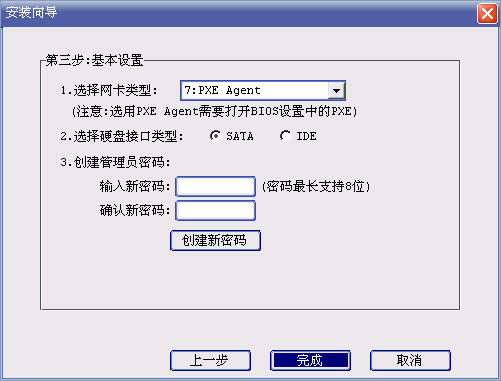 安装向导
第三步:基本设置
1.选择网卡类型: 7:PXE Agent
(注意:选用PXE Agent需要打开BIOS设置中的PXE)
2.选择硬盘接口类型: SATA IDE
3.创建管理员密码:
输入新密码: (密码最长支持8位)
确认新密码:
创建新密码
上一步 完成 取消